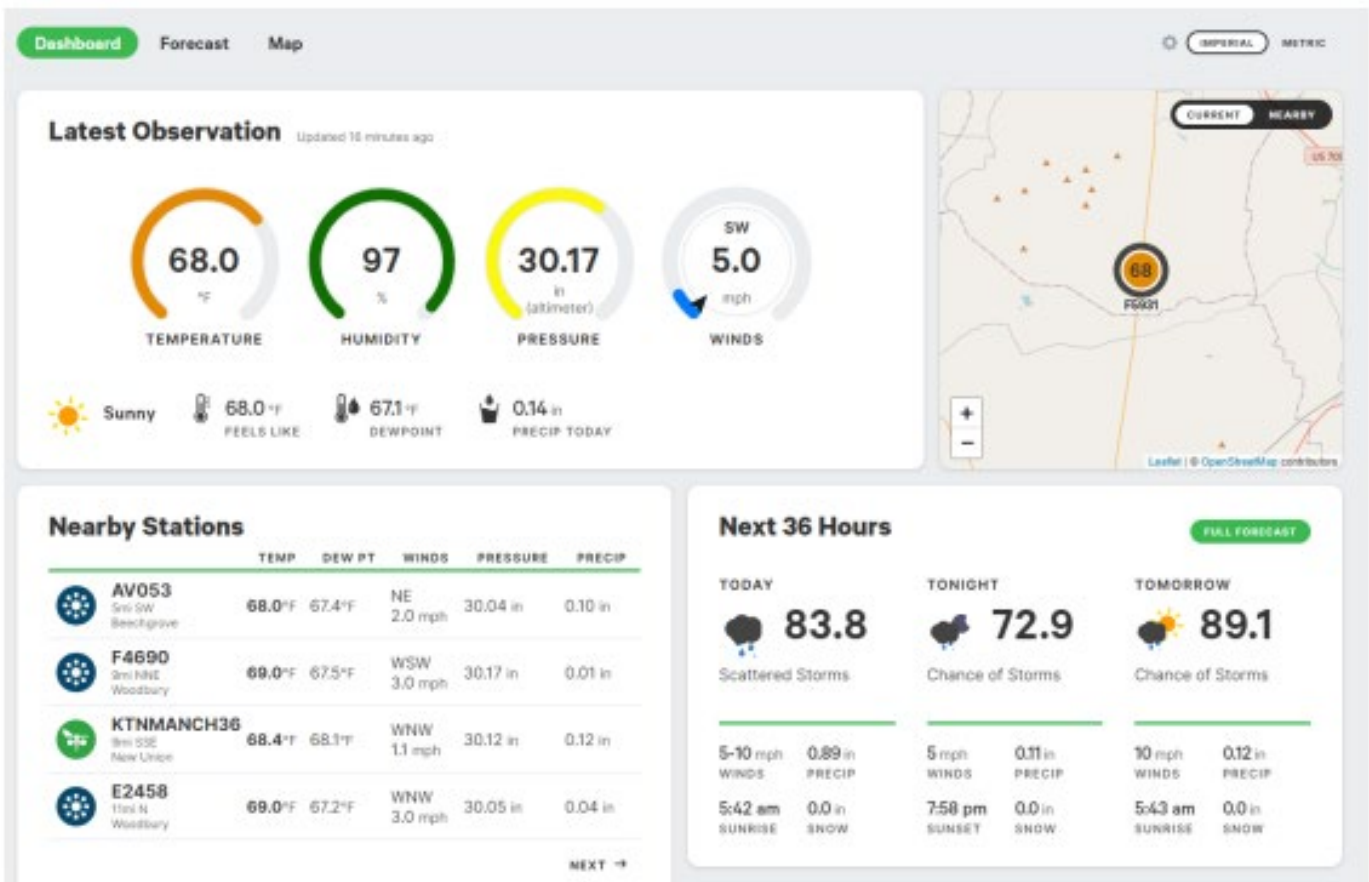 Dashboard Forecast Map IMPERIAL METRIC
Latest Observation Updated 16 minutes ago
CURRENT NEARBY
US 70
68.0
°F
TEMPERATURE
97
%
HUMIDITY
30.17
in
(altimeter)
PRESSURE
SW
5.0
mph
WINDS
68
F5931
Sunny
68.0 °F
FEELS LIKE
67.1 °F
DEWPOINT
0.14 in
PRECIP TODAY
+
−
Leaflet | © OpenStreetMap contributors
Nearby Stations
TEMP DEW PT WINDS PRESSURE PRECIP
AV053
5mi SW
Beechgrove
68.0°F 67.4°F NE 2.0 mph 30.04 in 0.10 in
F4690
9mi NNE
Woodbury
69.0°F 67.5°F WSW 3.0 mph 30.17 in 0.01 in
KTNMANCH36
9mi SSE
New Union
68.4°F 68.1°F WNW 1.1 mph 30.12 in 0.12 in
E2458
11mi N
Woodbury
69.0°F 67.2°F WNW 3.0 mph 30.05 in 0.04 in
NEXT →
Next 36 Hours
FULL FORECAST
TODAY
83.8
Scattered Storms
5-10 mph 0.89 in
WINDS PRECIP
5:42 am 0.0 in
SUNRISE SNOW
TONIGHT
72.9
Chance of Storms
5 mph 0.11 in
WINDS PRECIP
7:58 pm 0.0 in
SUNSET SNOW
TOMORROW
89.1
Chance of Storms
10 mph 0.12 in
WINDS PRECIP
5:43 am 0.0 in
SUNRISE SNOW